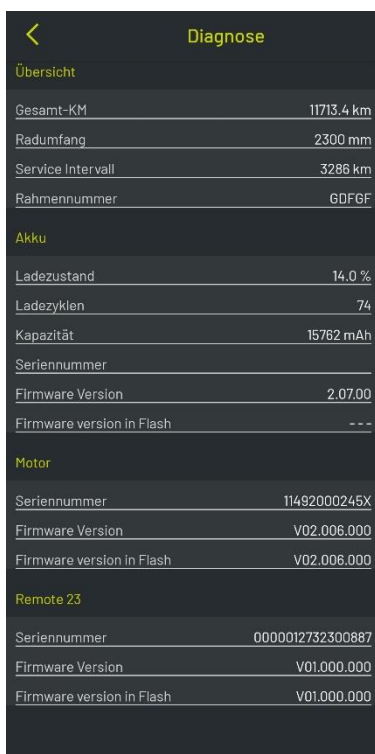 Diagnose
Übersicht
Gesamt-KM 11713.4 km
Radumfang 2300 mm
Service Intervall 3286 km
Rahmennummer GDFGF
Akku
Ladezustand 14.0 %
Ladezyklen 74
Kapazität 15762 mAh
Seriennummer
Firmware Version 2.07.00
Firmware version in Flash ---
Motor
Seriennummer 11492000245X
Firmware Version V02.006.000
Firmware version in Flash V02.006.000
Remote 23
Seriennummer 0000012732300887
Firmware Version V01.000.000
Firmware version in Flash V01.000.000